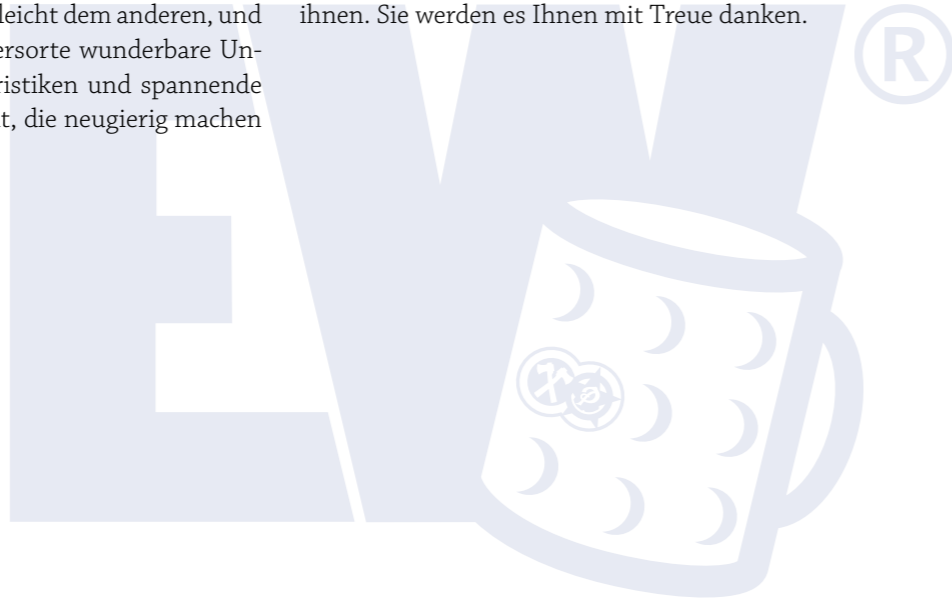 leicht dem anderen, und
ersorte wunderbare Un-
ristiken und spannende
t, die neugierig machen
ihnen. Sie werden es Ihnen mit Treue danken.
EW®